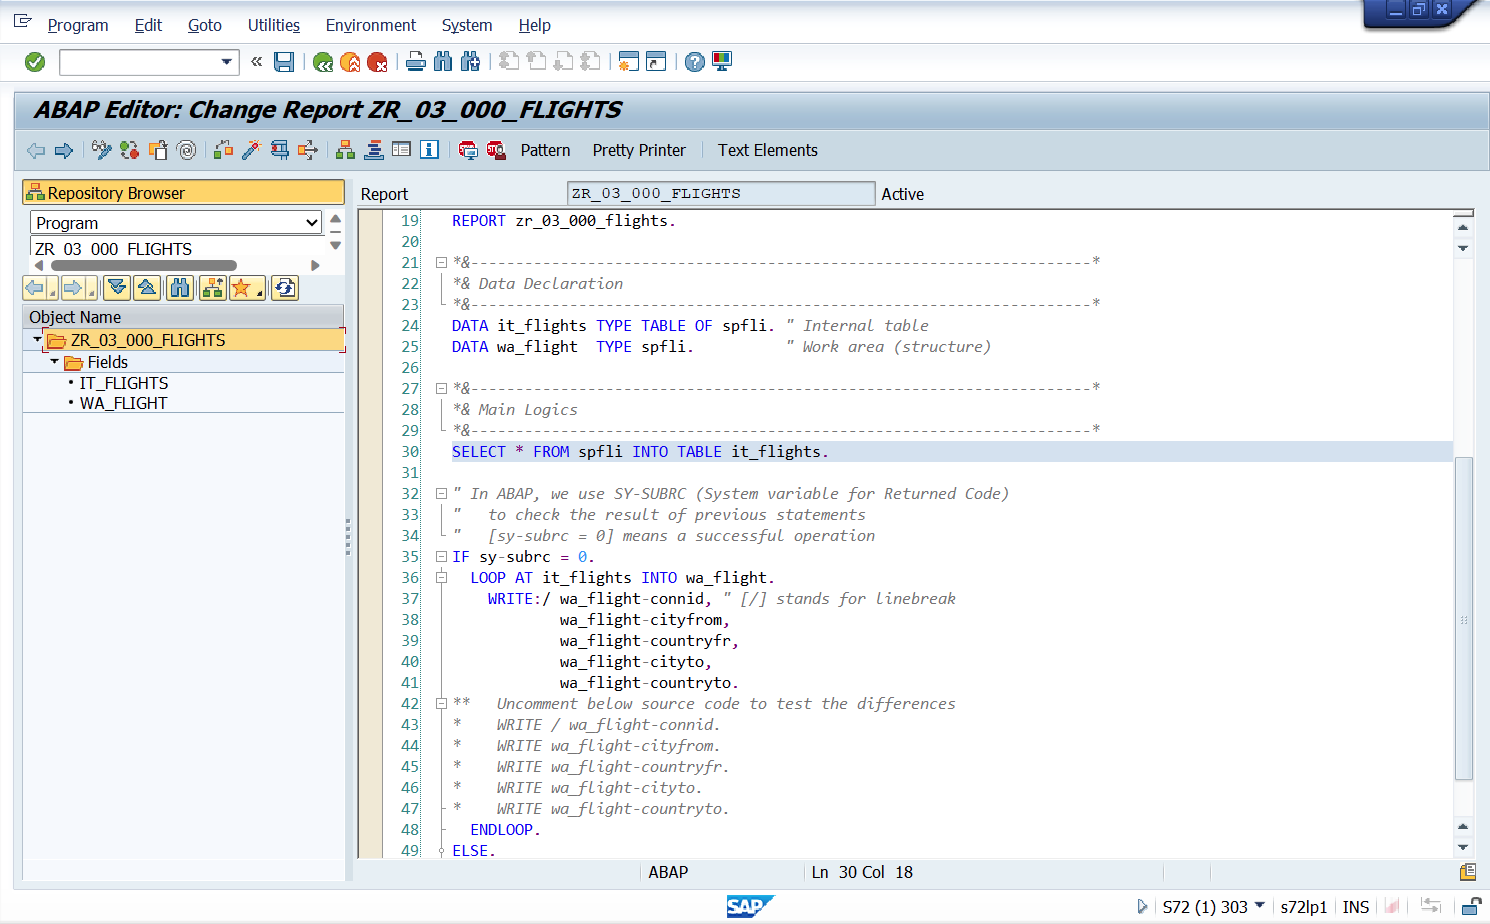 Program Edit Goto Utilities Environment System Help
ABAP Editor: Change Report ZR_03_000_FLIGHTS
Pattern Pretty Printer Text Elements
Repository Browser
Program
ZR_03_000_FLIGHTS
Object Name
ZR_03_000_FLIGHTS
Fields
IT_FLIGHTS
WA_FLIGHT
Report ZR_03_000_FLIGHTS Active
19 REPORT zr_03_000_flights.
20
21 *&---------------------------------------------------------------------*
22 *& Data Declaration
23 *&---------------------------------------------------------------------*
24 DATA it_flights TYPE TABLE OF spfli. " Internal table
25 DATA wa_flight  TYPE spfli.          " Work area (structure)
26
27 *&---------------------------------------------------------------------*
28 *& Main Logics
29 *&---------------------------------------------------------------------*
30 SELECT * FROM spfli INTO TABLE it_flights.
31
32 " In ABAP, we use SY-SUBRC (System variable for Returned Code)
33 "   to check the result of previous statements
34 "   [sy-subrc = 0] means a successful operation
35 IF sy-subrc = 0.
36   LOOP AT it_flights INTO wa_flight.
37     WRITE:/ wa_flight-connid, " [/] stands for linebreak
38             wa_flight-cityfrom,
39             wa_flight-countryfr,
40             wa_flight-cityto,
41             wa_flight-countryto.
42 **   Uncomment below source code to test the differences
43 *    WRITE / wa_flight-connid.
44 *    WRITE wa_flight-cityfrom.
45 *    WRITE wa_flight-countryfr.
46 *    WRITE wa_flight-cityto.
47 *    WRITE wa_flight-countryto.
48   ENDLOOP.
49 ELSE.
ABAP Ln 30 Col 18
SAP S72 (1) 303 s72lp1 INS